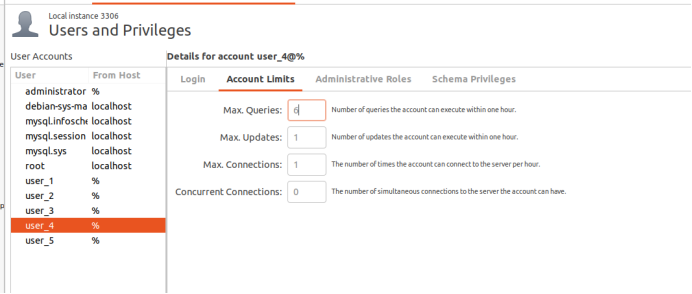 Local instance 3306
Users and Privileges
User Accounts
Details for account user_4@%
User From Host
administrator %
debian-sys-ma localhost
mysql.infosche localhost
mysql.session localhost
mysql.sys localhost
root localhost
user_1 %
user_2 %
user_3 %
user_4 %
user_5 %
Login Account Limits Administrative Roles Schema Privileges
Max. Queries: 6 Number of queries the account can execute within one hour.
Max. Updates: 1 Number of updates the account can execute within one hour.
Max. Connections: 1 The number of times the account can connect to the server per hour.
Concurrent Connections: 0 The number of simultaneous connections to the server the account can have.